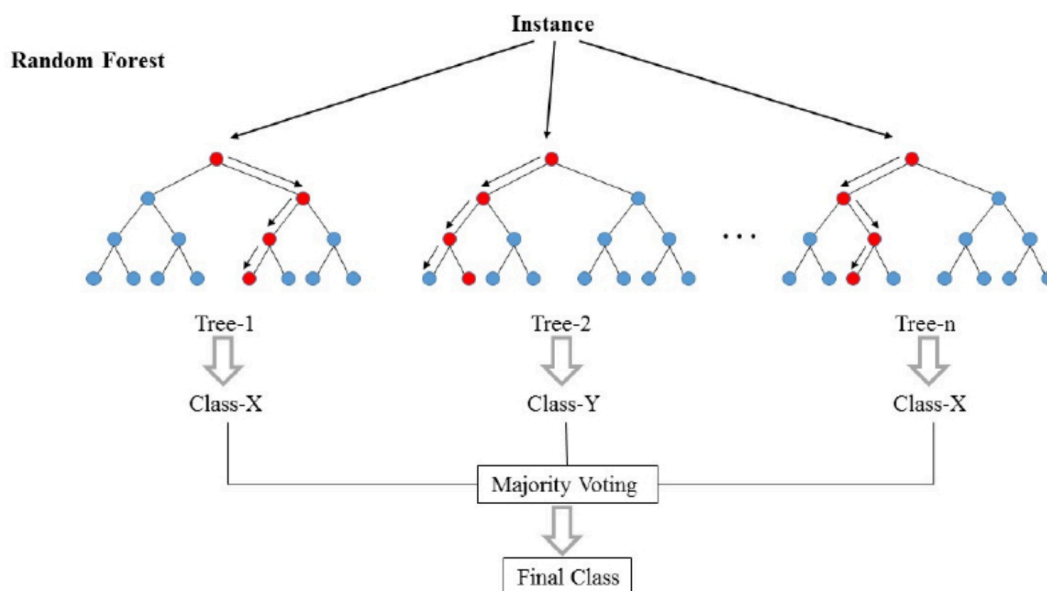 Instance
Random Forest
...
Tree-1
Tree-2
Tree-n
Class-X
Class-Y
Class-X
Majority Voting
Final Class